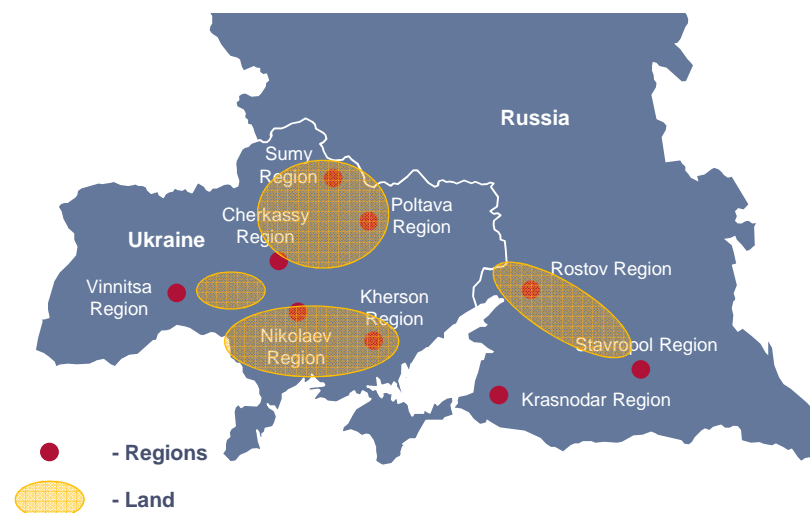 Russia
Sumy
Region
Poltava
Region
Cherkassy
Region
Ukraine
Rostov Region
Vinnitsa
Region
Kherson
Region
Nikolaev
Region
Stavropol Region
Krasnodar Region
- Regions
- Land